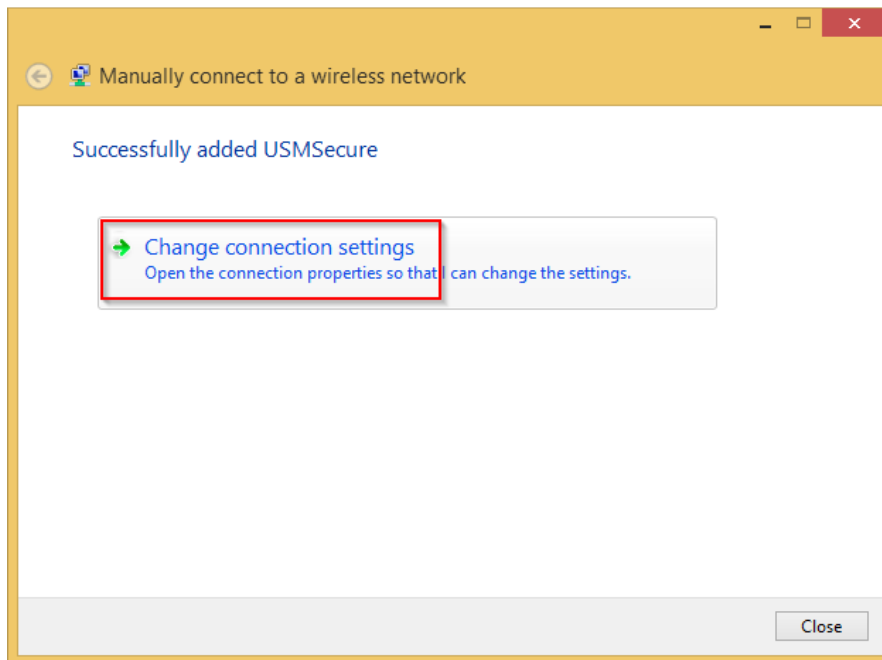 Manually connect to a wireless network
Successfully added USMSecure
Change connection settings
Open the connection properties so that I can change the settings.
Close